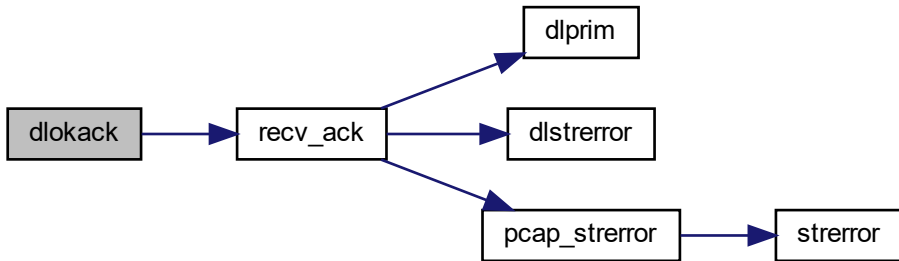 dlprim
dlokack
recv_ack
dlstrerror
pcap_strerror
strerror